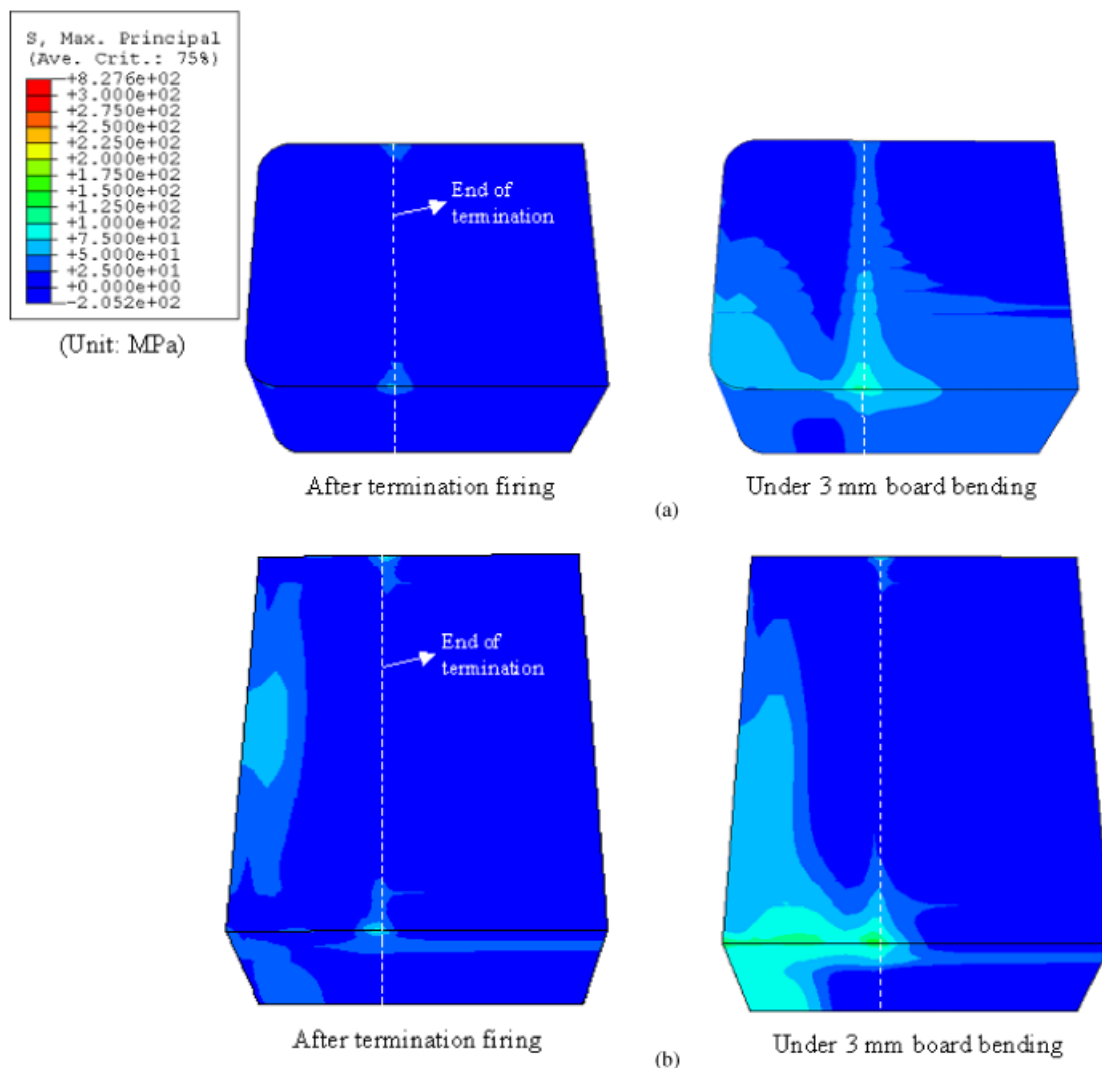 S, Max. Principal
(Ave. Crit.: 75%)
+8.276e+02
+3.000e+02
+2.750e+02
+2.500e+02
+2.250e+02
+2.000e+02
+1.750e+02
+1.500e+02
+1.250e+02
+1.000e+02
+7.500e+01
+5.000e+01
+2.500e+01
+0.000e+00
-2.052e+02
(Unit: MPa)
End of
termination
After termination firing
Under 3 mm board bending
(a)
End of
termination
After termination firing
Under 3 mm board bending
(b)